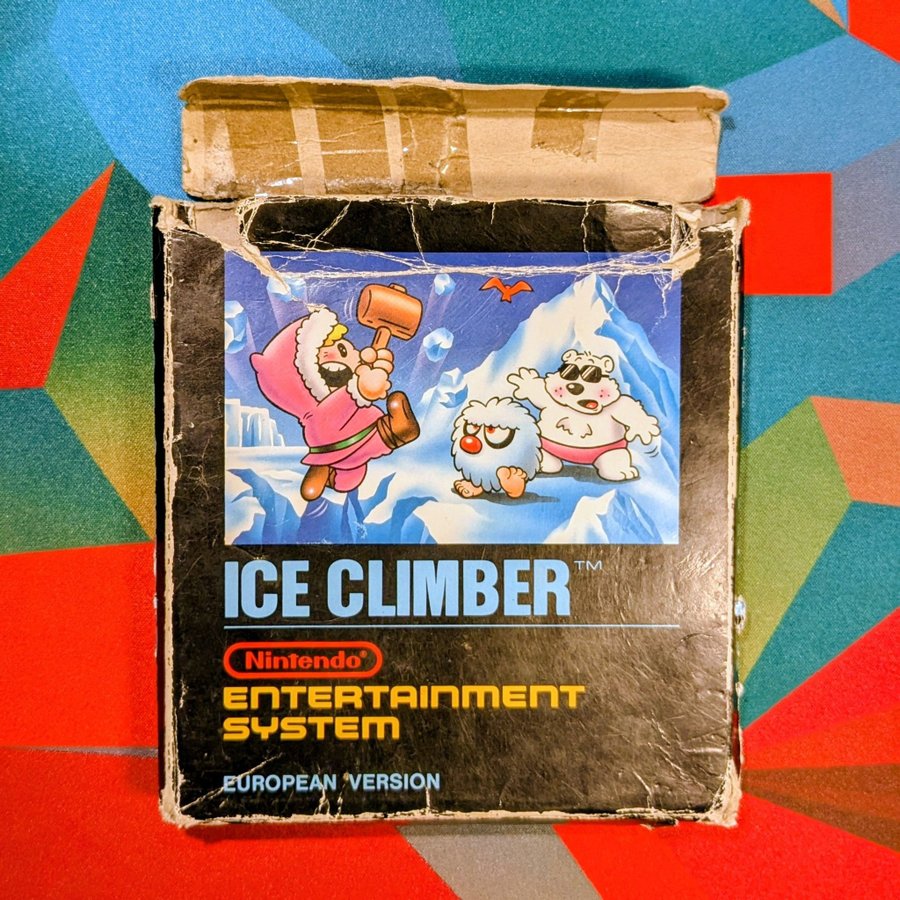 ICE CLIMBER™
Nintendo®
ENTERTAINMENT
SYSTEM
EUROPEAN VERSION